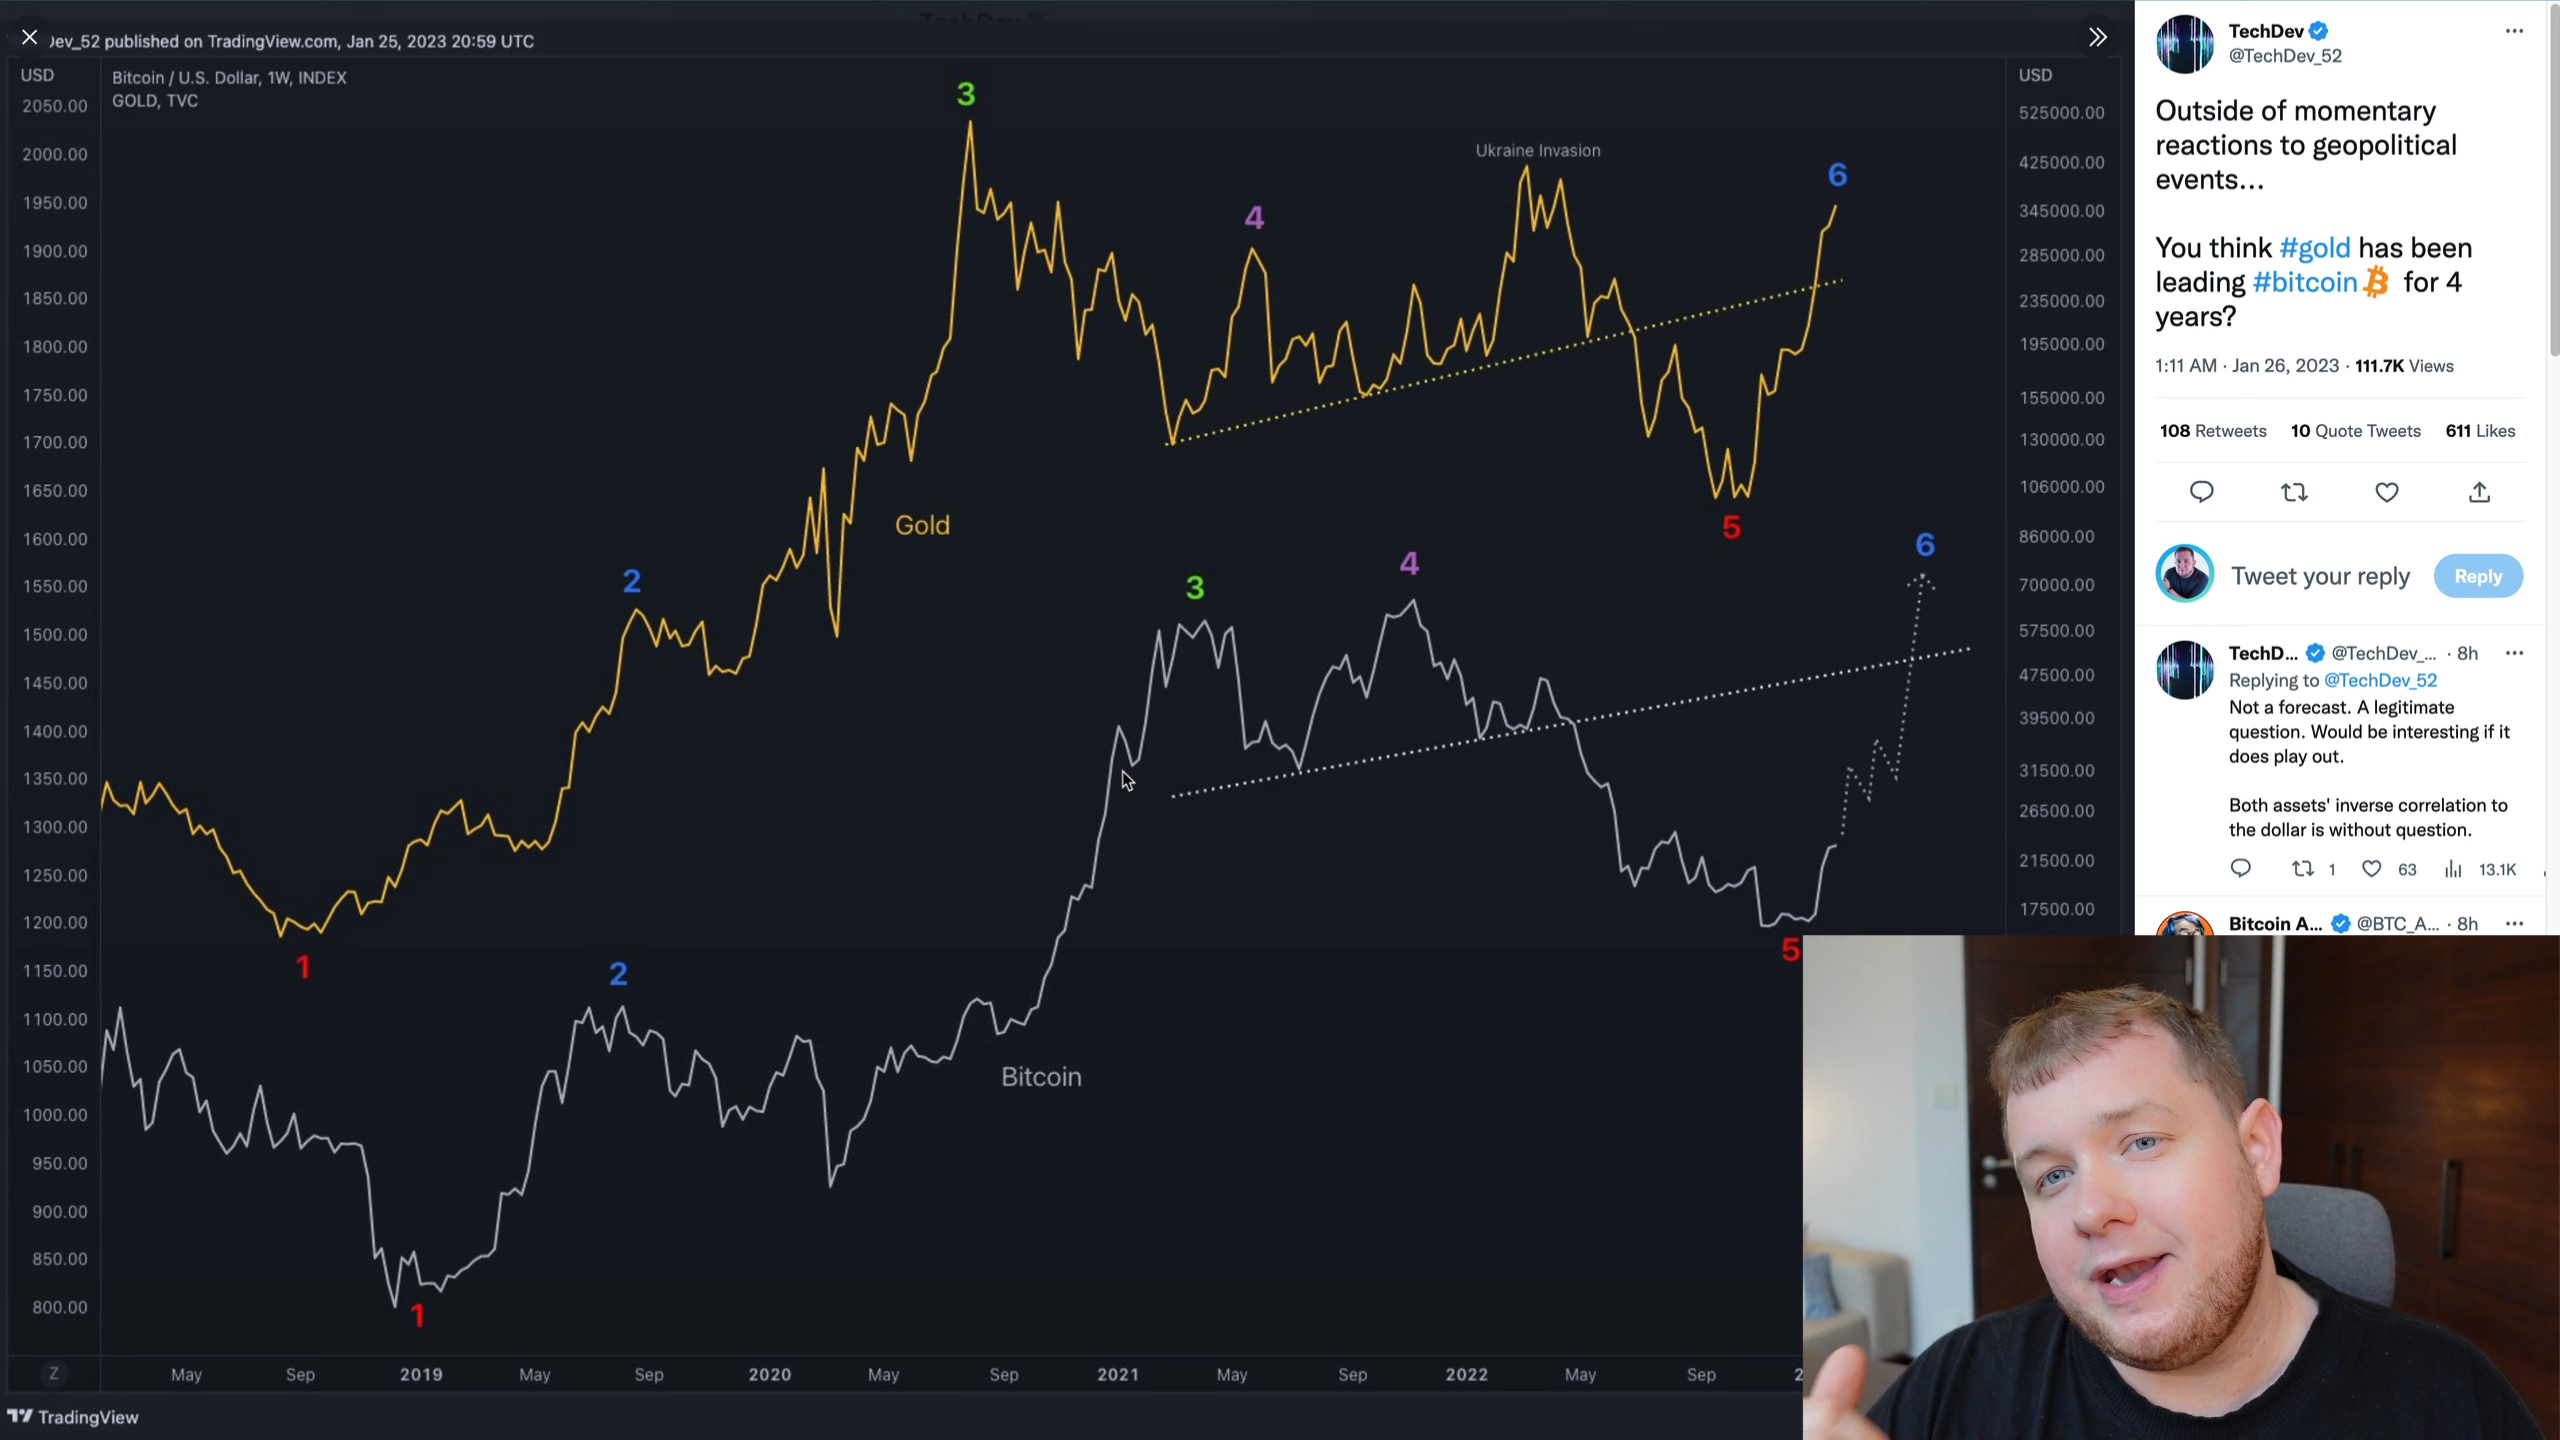 Dev_52 published on TradingView.com, Jan 25, 2023 20:59 UTC
USD
Bitcoin / U.S. Dollar, 1W, INDEX
GOLD, TVC
2050.00
2000.00
1950.00
1900.00
1850.00
1800.00
1750.00
1700.00
1650.00
1600.00
1550.00
1500.00
1450.00
1400.00
1350.00
1300.00
1250.00
1200.00
1150.00
1100.00
1050.00
1000.00
950.00
900.00
850.00
800.00
3
4
Ukraine Invasion
6
Gold
2
5
1
3
4
6
2
5
Bitcoin
1
USD
525000.00
425000.00
345000.00
285000.00
235000.00
195000.00
155000.00
130000.00
106000.00
86000.00
70000.00
57500.00
47500.00
39500.00
31500.00
26500.00
21500.00
17500.00
Z
May
Sep
2019
May
Sep
2020
May
Sep
2021
May
Sep
2022
May
Sep
TradingView
TechDev
@TechDev_52
Outside of momentary
reactions to geopolitical
events...
You think #gold has been
leading #bitcoin for 4
years?
1:11 AM · Jan 26, 2023 · 111.7K Views
108 Retweets 10 Quote Tweets 611 Likes
Tweet your reply
Reply
TechD... @TechDev_... · 8h
Replying to @TechDev_52
Not a forecast. A legitimate
question. Would be interesting if it
does play out.
Both assets' inverse correlation to
the dollar is without question.
1 63 13.1K
Bitcoin A... @BTC_A... · 8h